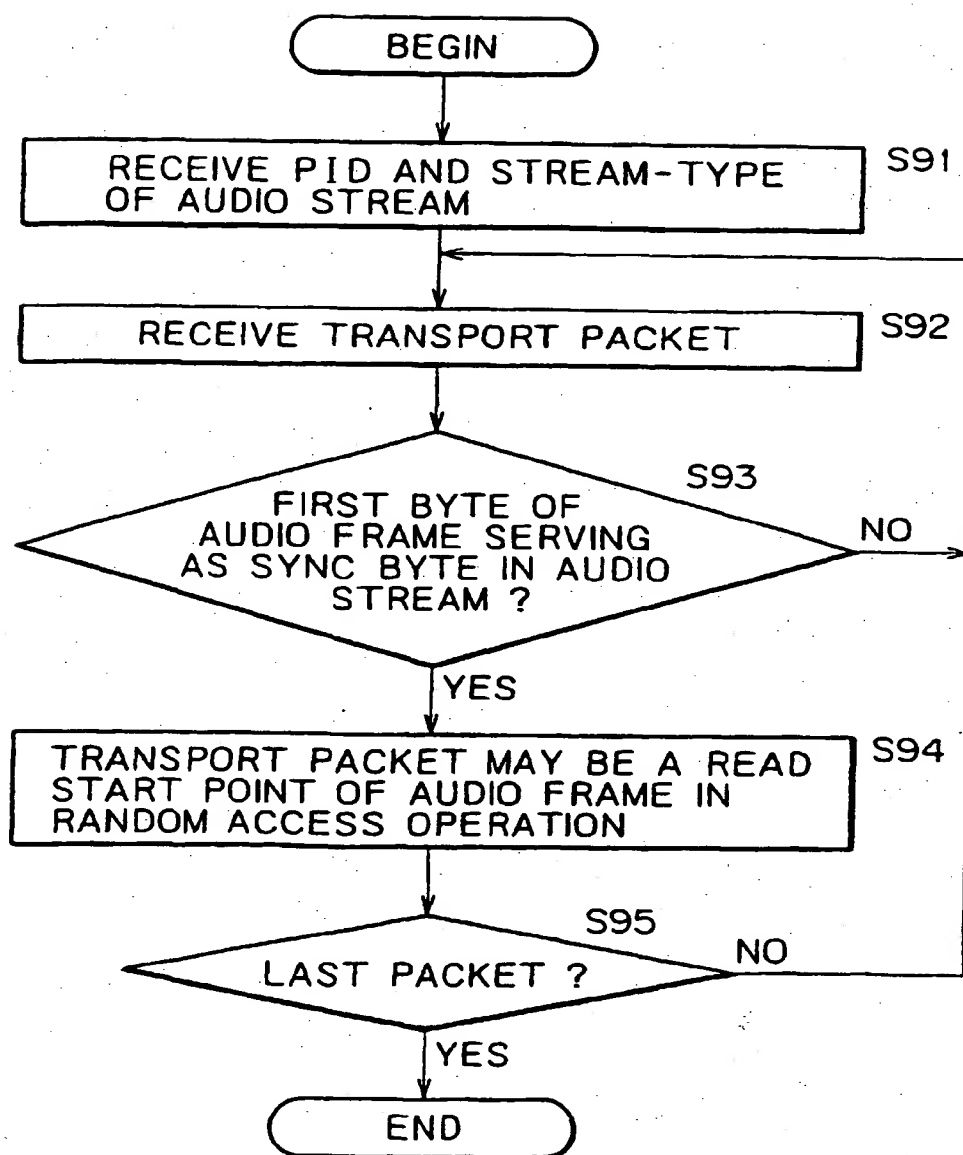 BEGIN
RECEIVE PID AND STREAM-TYPE
OF AUDIO STREAM
S91
RECEIVE TRANSPORT PACKET
S92
S93
FIRST BYTE OF
AUDIO FRAME SERVING
AS SYNC BYTE IN AUDIO
STREAM ?
NO
YES
TRANSPORT PACKET MAY BE A READ
START POINT OF AUDIO FRAME IN
RANDOM ACCESS OPERATION
S94
S95
LAST PACKET ?
NO
YES
END